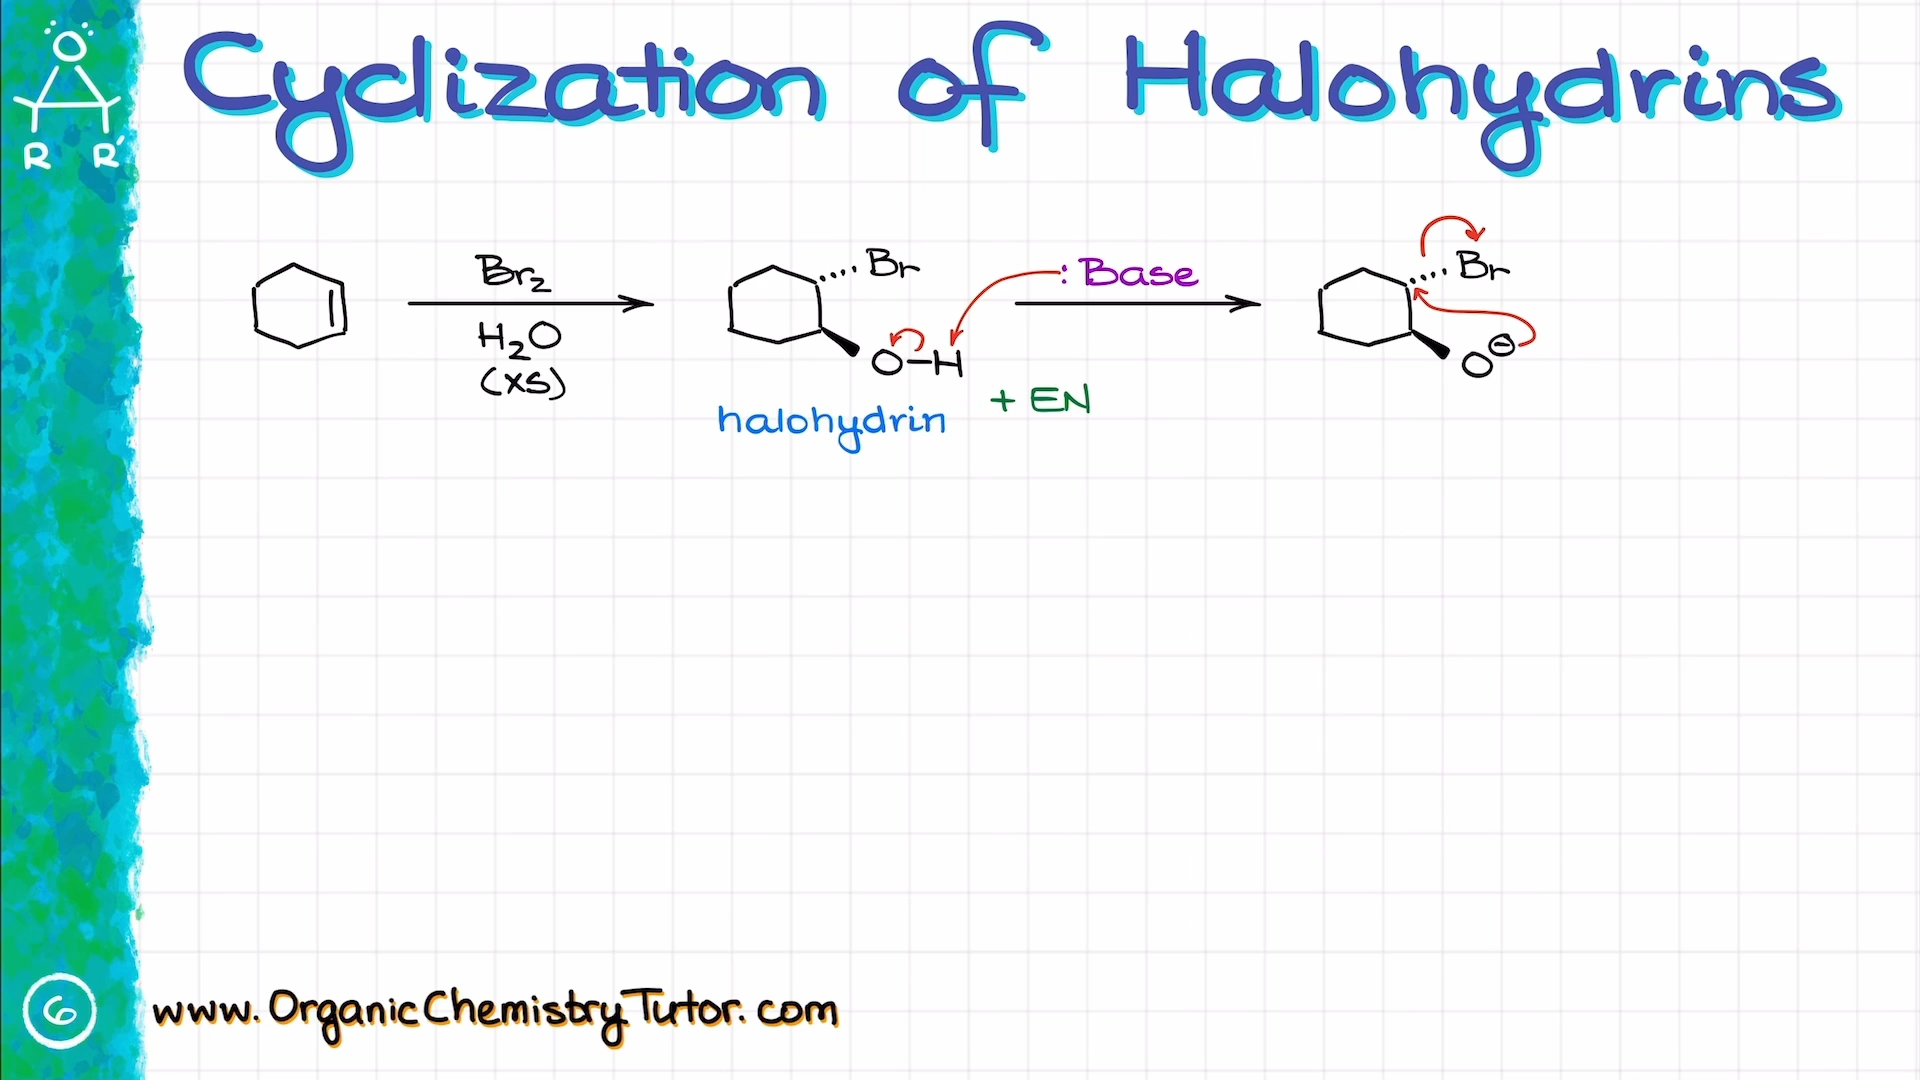 Ö
R R'
Cyclization of Halohydrins
Br₂
H₂O
(XS)
Br
O-H
halohydrin
:Base
+ EN
Br
O⊖
6
www.OrganicChemistryTutor.com